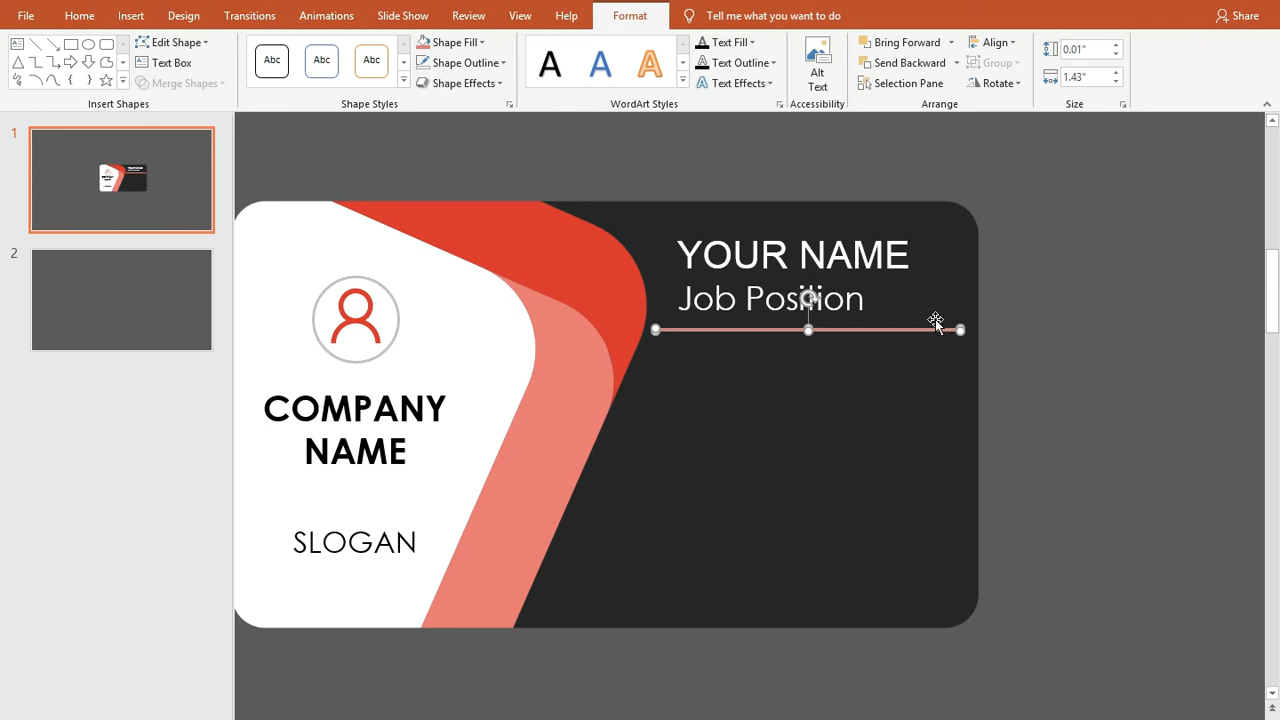 File Home Insert Design Transitions Animations Slide Show Review View Help Format Tell me what you want to do Share
Edit Shape
Text Box
Merge Shapes
Insert Shapes
Abc Abc Abc
Shape Fill
Shape Outline
Shape Effects
Shape Styles
A A A
Text Fill
Text Outline
Text Effects
WordArt Styles
Alt
Text
Accessibility
Bring Forward
Send Backward
Selection Pane
Align
Group
Rotate
Arrange
0.01"
1.43"
Size
1
2
YOUR NAME
Job Position
COMPANY
NAME
SLOGAN